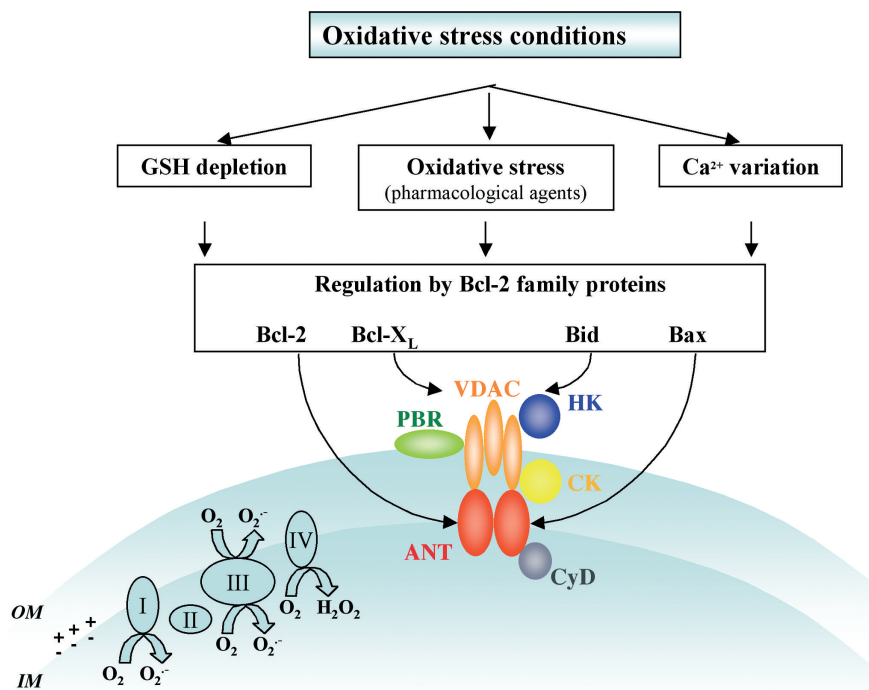 Oxidative stress conditions
GSH depletion
Oxidative stress
(pharmacological agents)
Ca²⁺ variation
Regulation by Bcl-2 family proteins
Bcl-2 Bcl-X_L Bid Bax
VDAC
HK
PBR
CK
ANT
CyD
O₂ O₂·⁻ IV
III
O₂ H₂O₂
I
II
O₂ O₂·⁻
O₂ O₂·⁻
OM
+ + +
- - -
IM